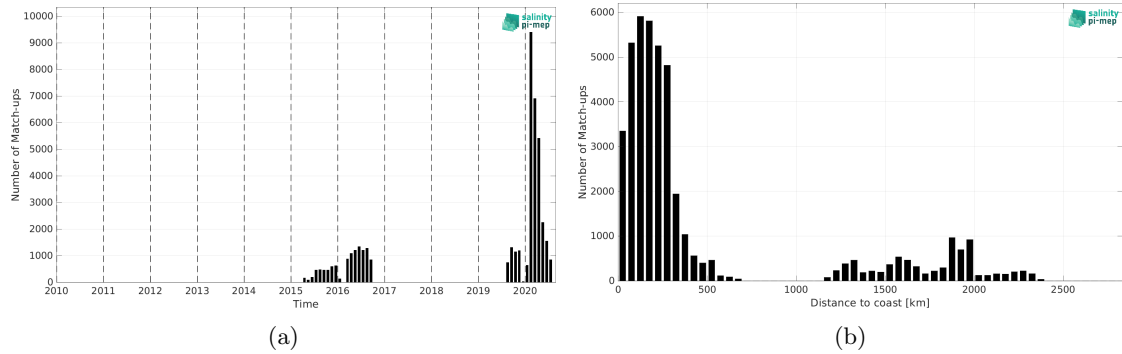 salinity
pi-mep
Number of Match-ups
10000
9000
8000
7000
6000
5000
4000
3000
2000
1000
0
2010 2011 2012 2013 2014 2015 2016 2017 2018 2019 2020
Time
(a)
salinity
pi-mep
Number of Match-ups
6000
5000
4000
3000
2000
1000
0
0 500 1000 1500 2000 2500
Distance to coast [km]
(b)